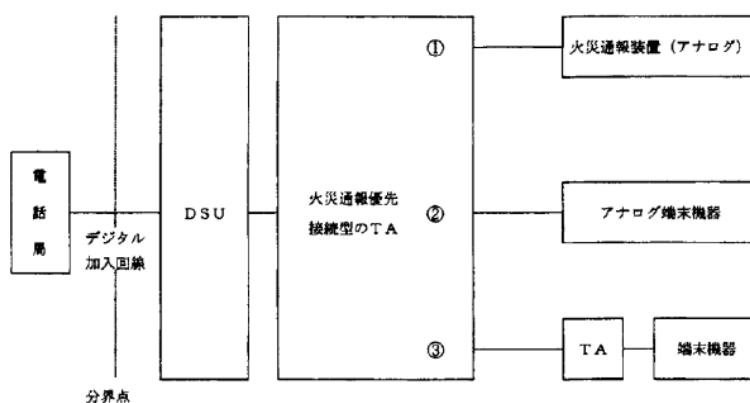 ①
火災通報装置(アナログ)
電
話
局
DSU
火災通報優先
接続型のTA
②
アナログ端末機器
デジタル
加入回線
③
TA
端末機器
分界点